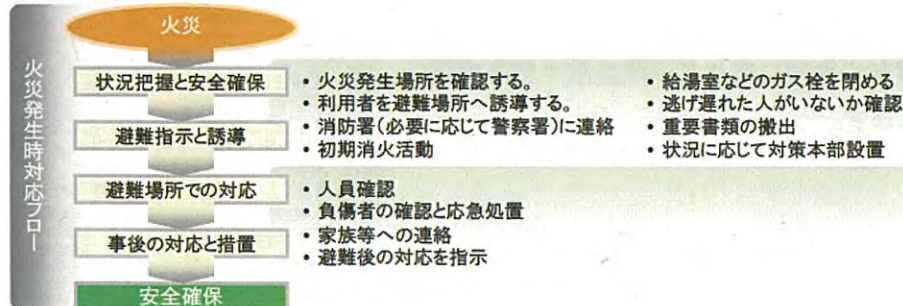 火災発生時対応フロー
火災
状況把握と安全確保
避難指示と誘導
避難場所での対応
事後の対応と措置
安全確保
・火災発生場所を確認する。
・利用者を避難場所へ誘導する。
・消防署(必要に応じて警察署)に連絡
・初期消火活動
・給湯室などのガス栓を閉める
・逃げ遅れた人がいないか確認
・重要書類の搬出
・状況に応じて対策本部設置
・人員確認
・負傷者の確認と応急処置
・家族等への連絡
・避難後の対応を指示